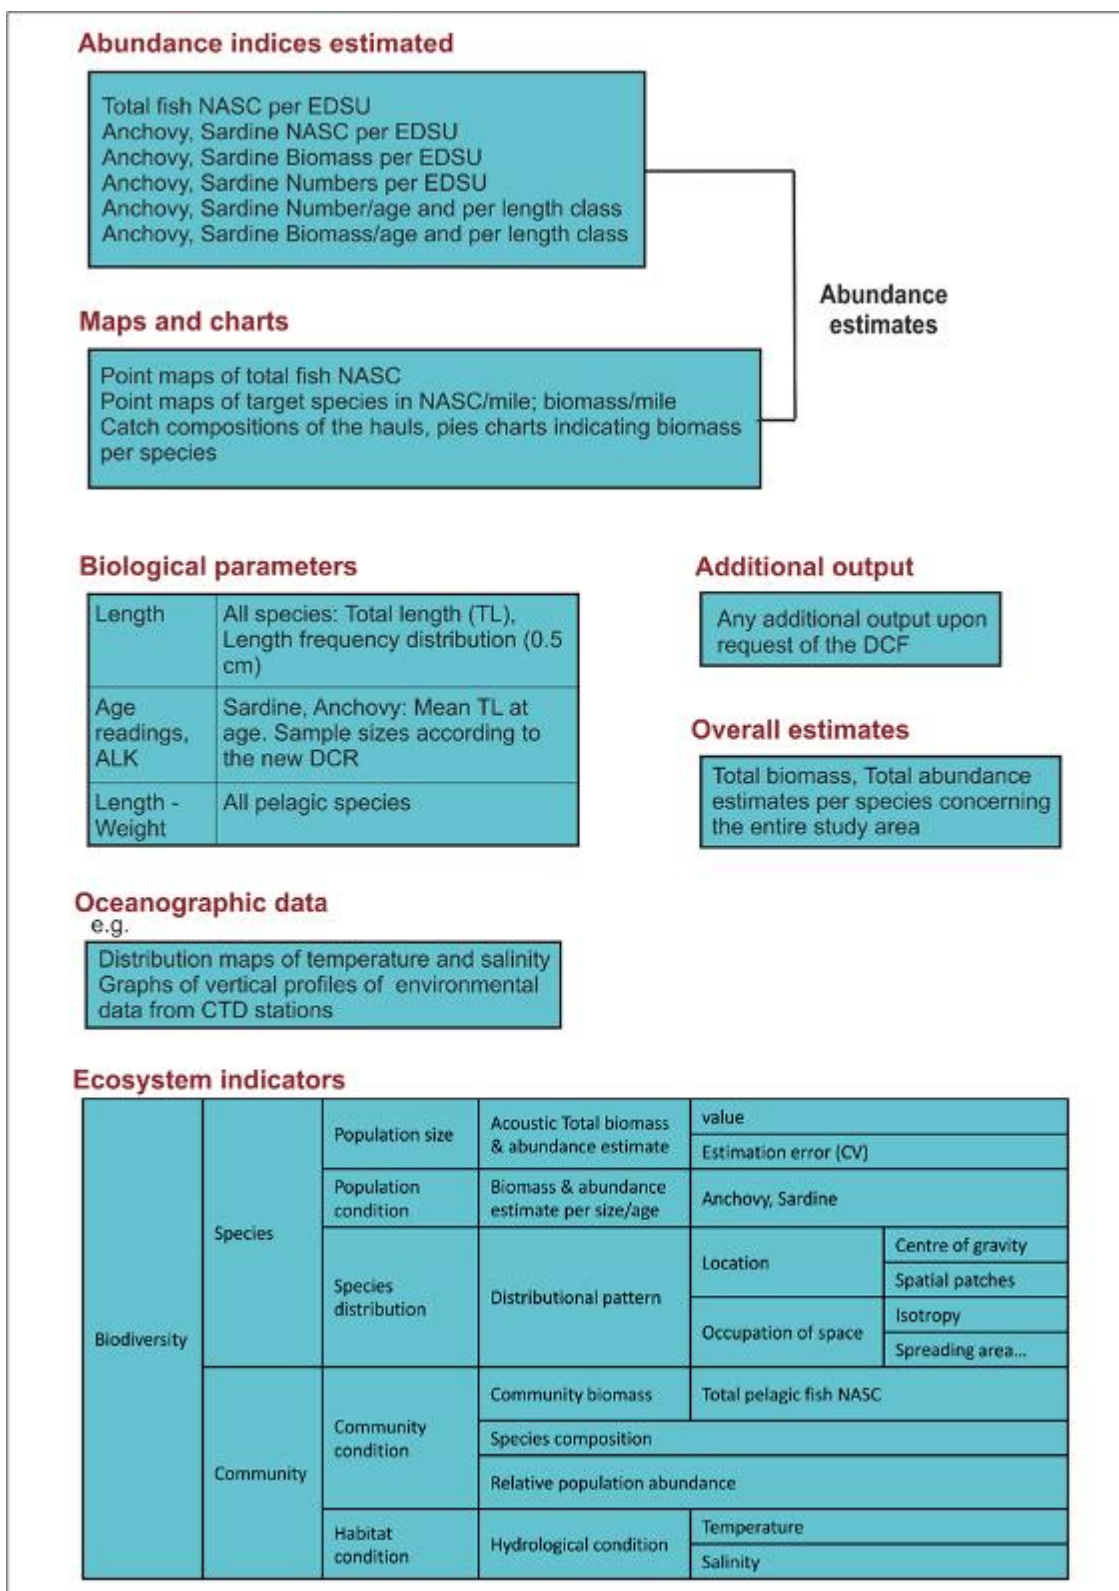 Abundance indices estimated
Total fish NASC per EDSU
Anchovy, Sardine NASC per EDSU
Anchovy, Sardine Biomass per EDSU
Anchovy, Sardine Numbers per EDSU
Anchovy, Sardine Number/age and per length class
Anchovy, Sardine Biomass/age and per length class
Abundance
estimates
Maps and charts
Point maps of total fish NASC
Point maps of target species in NASC/mile; biomass/mile
Catch compositions of the hauls, pies charts indicating biomass
per species
Biological parameters
Length
All species: Total length (TL),
Length frequency distribution (0.5
cm)
Age
readings,
ALK
Sardine, Anchovy: Mean TL at
age. Sample sizes according to
the new DCR
Length -
Weight
All pelagic species
Additional output
Any additional output upon
request of the DCF
Overall estimates
Total biomass, Total abundance
estimates per species concerning
the entire study area
Oceanographic data
e.g.
Distribution maps of temperature and salinity
Graphs of vertical profiles of environmental
data from CTD stations
Ecosystem indicators
Biodiversity
Species
Population size
Acoustic Total biomass
& abundance estimate
value
Estimation error (CV)
Population
condition
Biomass & abundance
estimate per size/age
Anchovy, Sardine
Species
distribution
Distributional pattern
Location
Centre of gravity
Spatial patches
Occupation of space
Isotropy
Spreading area...
Community
Community
condition
Community biomass
Total pelagic fish NASC
Species composition
Relative population abundance
Habitat
condition
Hydrological condition
Temperature
Salinity